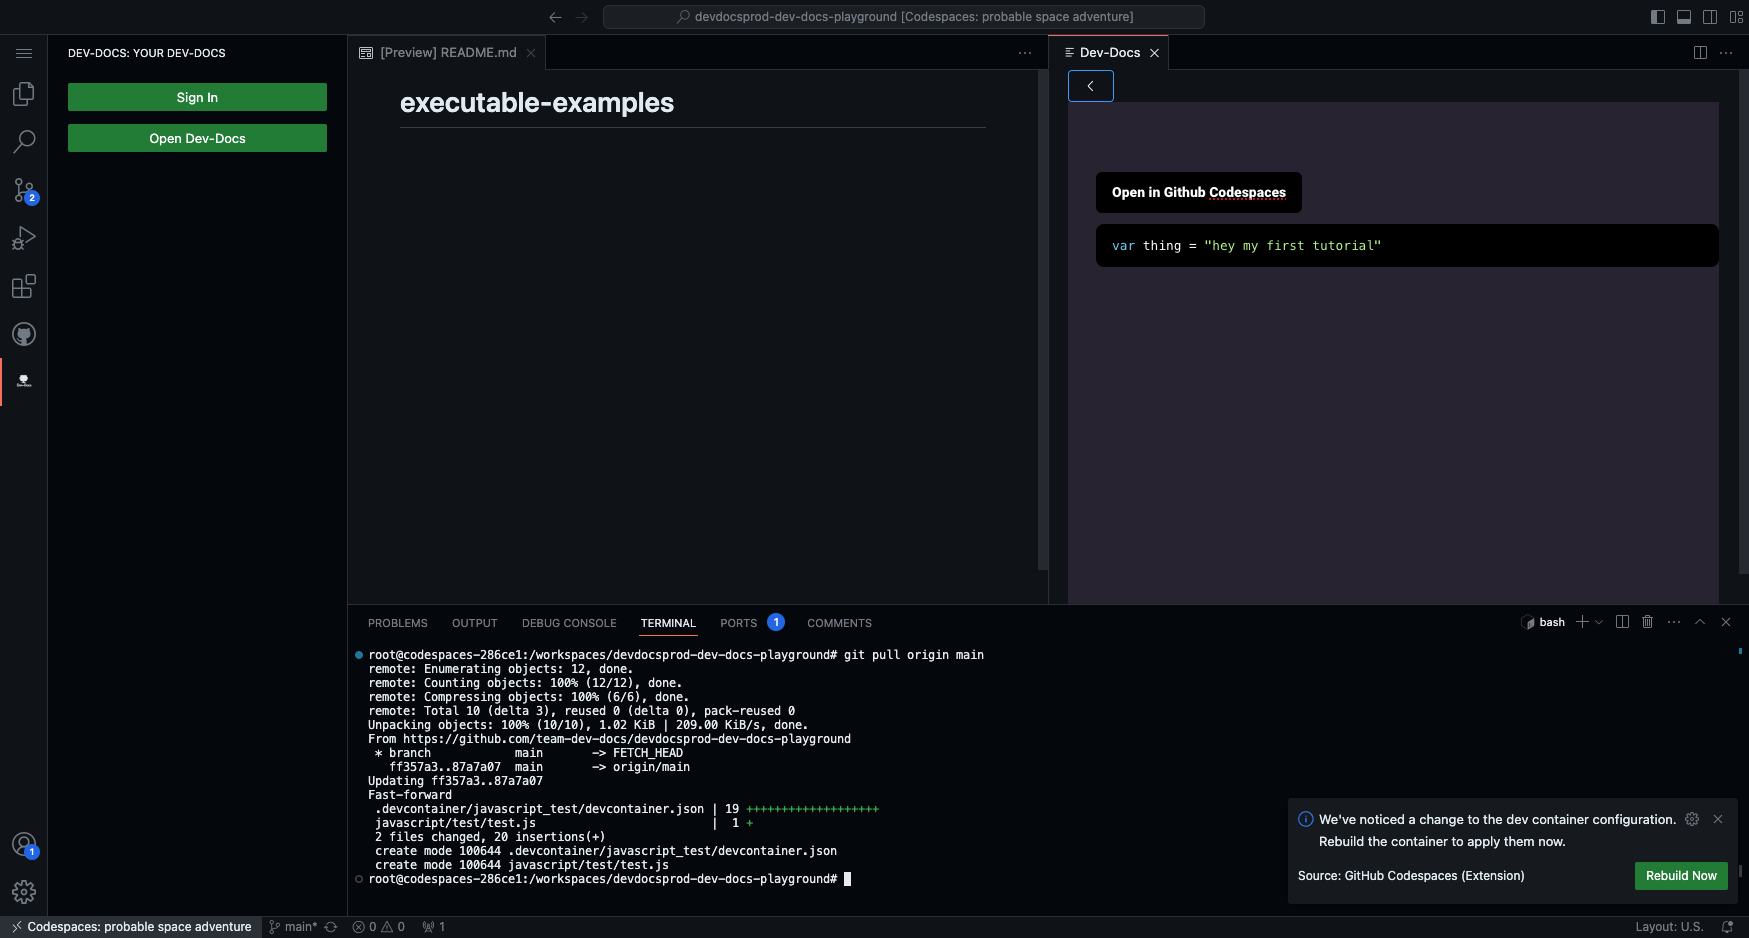 devdocsprod-dev-docs-playground [Codespaces: probable space adventure]
DEV-DOCS: YOUR DEV-DOCS
Sign In
Open Dev-Docs
2
1
[Preview] README.md
executable-examples
Dev-Docs
Open in Github Codespaces
var thing = "hey my first tutorial"
PROBLEMS OUTPUT DEBUG CONSOLE TERMINAL PORTS 1 COMMENTS
bash
root@codespaces-286ce1:/workspaces/devdocsprod-dev-docs-playground# git pull origin main
remote: Enumerating objects: 12, done.
remote: Counting objects: 100% (12/12), done.
remote: Compressing objects: 100% (6/6), done.
remote: Total 10 (delta 3), reused 0 (delta 0), pack-reused 0
Unpacking objects: 100% (10/10), 1.02 KiB | 209.00 KiB/s, done.
From https://github.com/team-dev-docs/devdocsprod-dev-docs-playground
* branch main -> FETCH_HEAD
ff357a3..87a7a07 main -> origin/main
Updating ff357a3..87a7a07
Fast-forward
.devcontainer/javascript_test/devcontainer.json | 19 +++++++++++++++++++
javascript/test/test.js | 1 +
2 files changed, 20 insertions(+)
create mode 100644 .devcontainer/javascript_test/devcontainer.json
create mode 100644 javascript/test/test.js
root@codespaces-286ce1:/workspaces/devdocsprod-dev-docs-playground#
We've noticed a change to the dev container configuration.
Rebuild the container to apply them now.
Source: GitHub Codespaces (Extension)
Rebuild Now
Codespaces: probable space adventure main* 0 0 1
Layout: U.S.